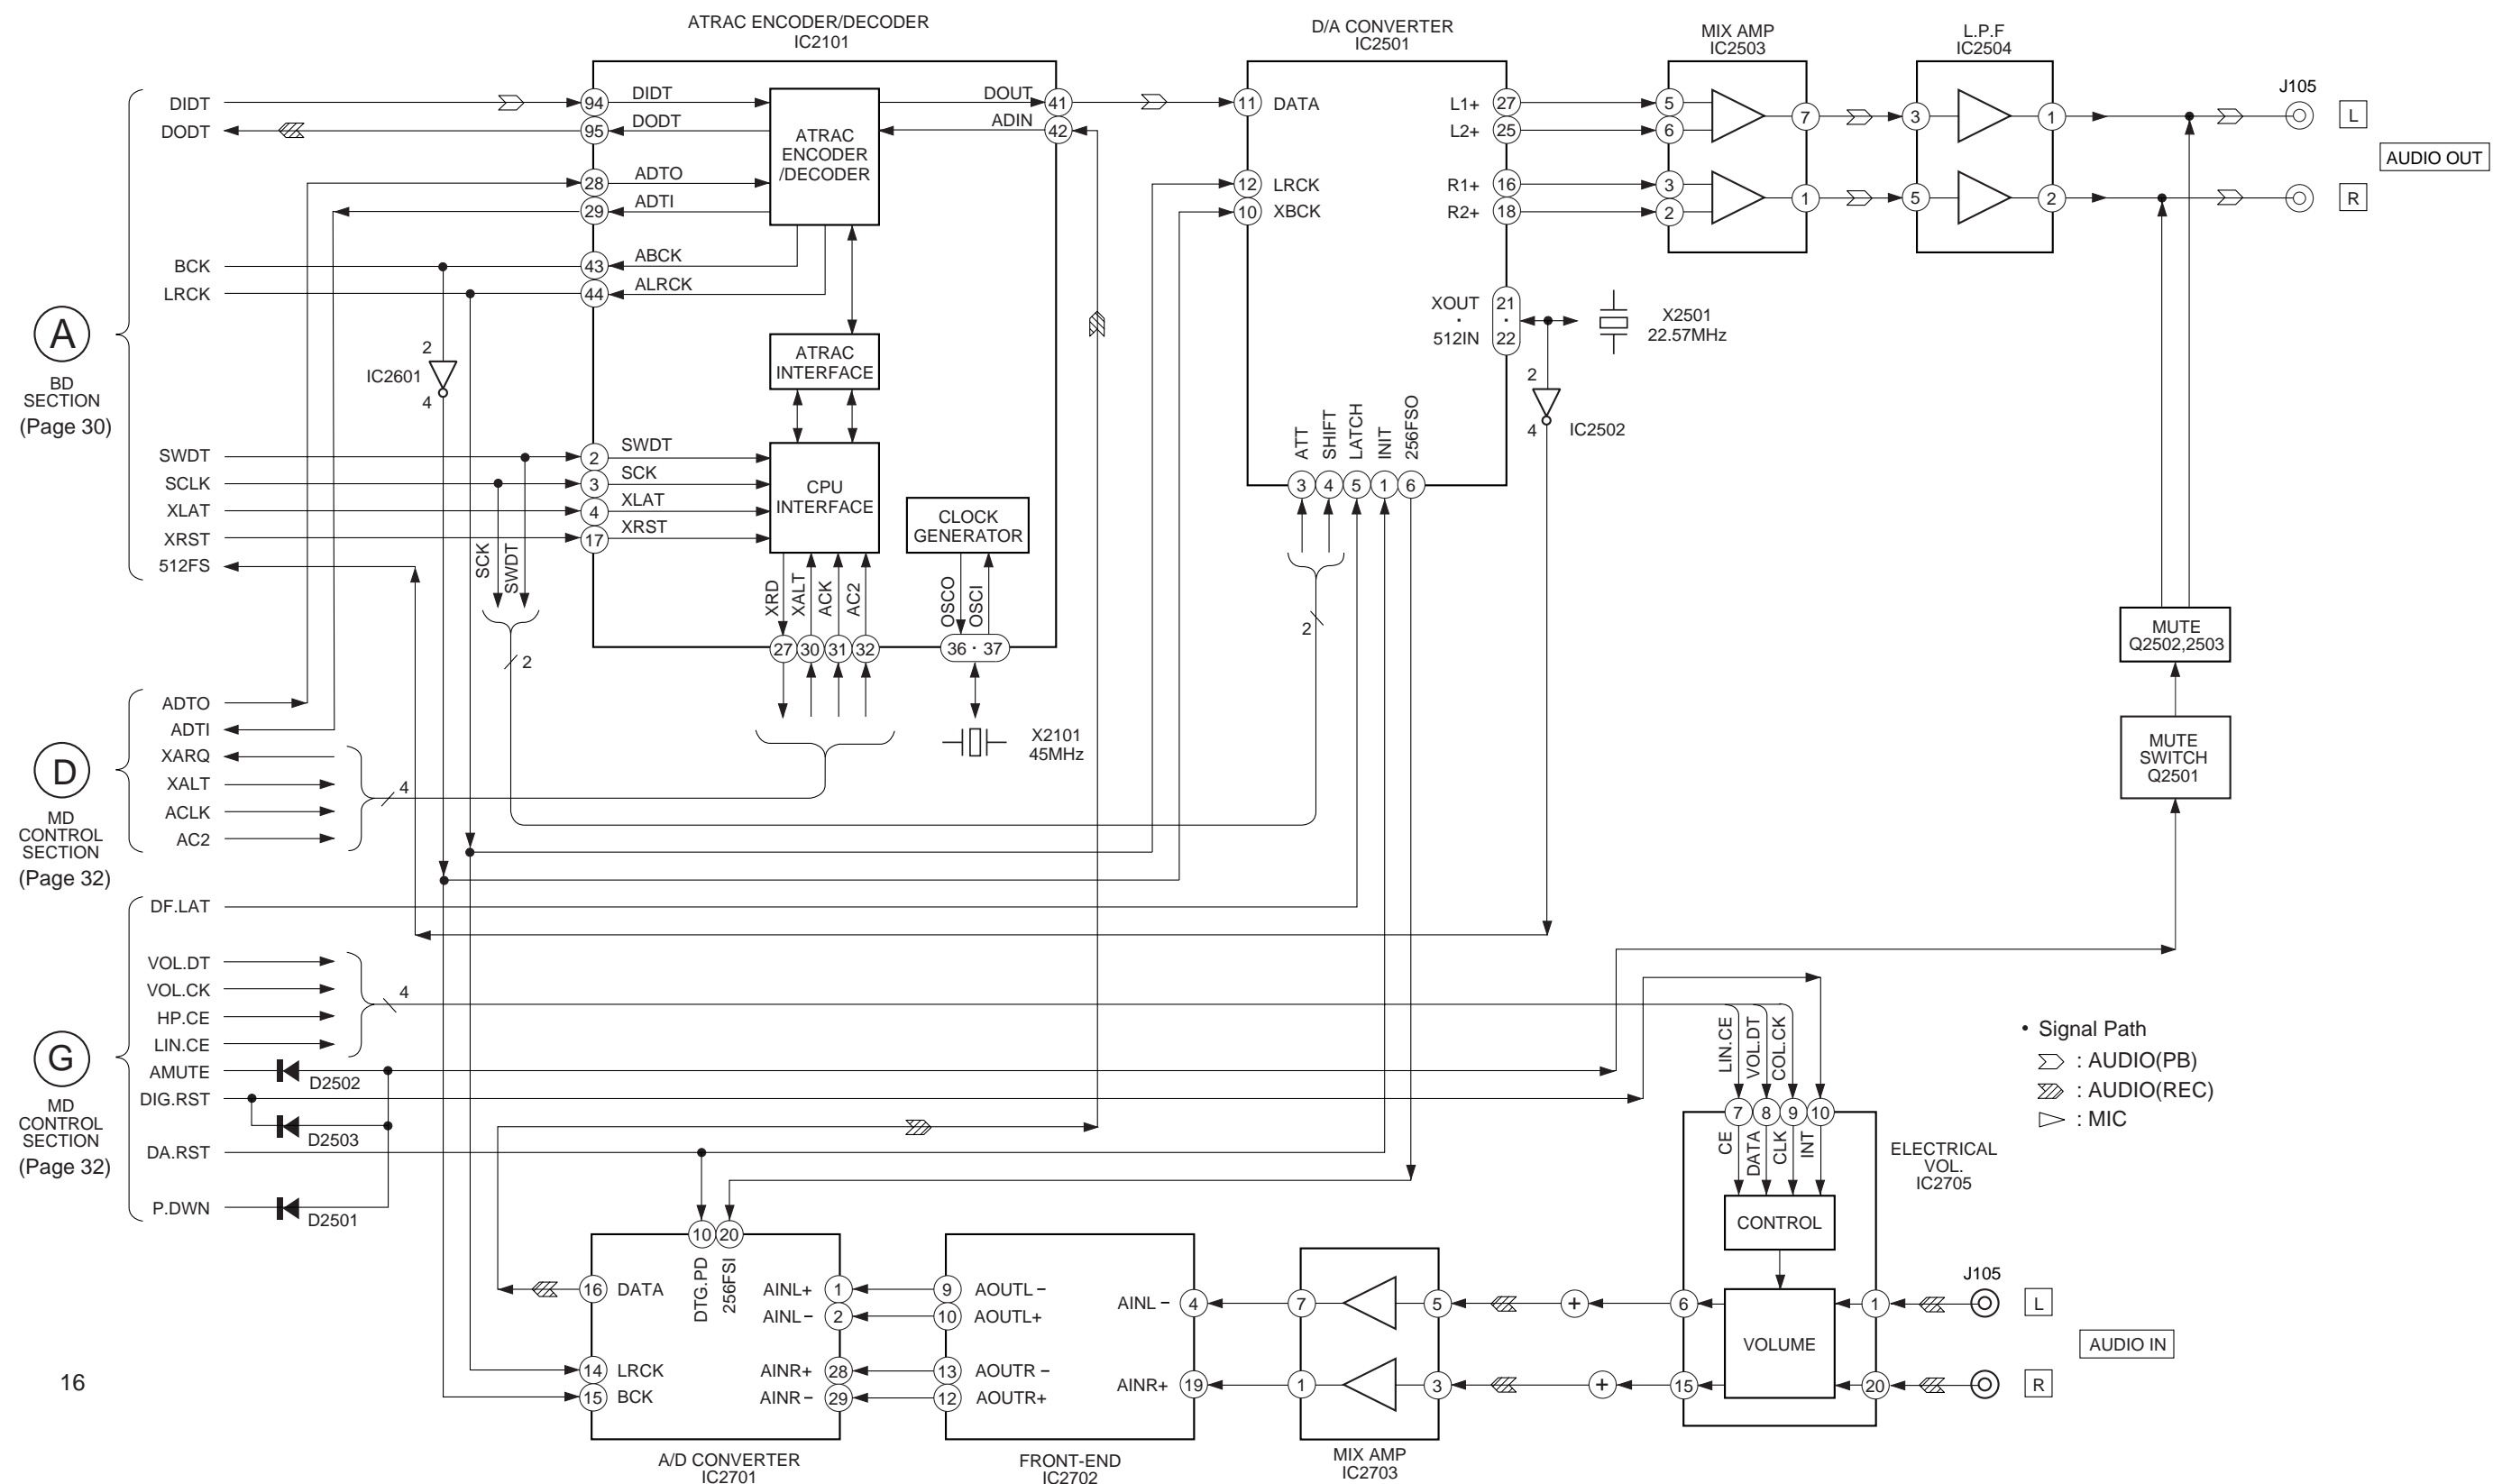 ATRAC ENCODER/DECODER
IC2101
D/A CONVERTER
IC2501
MIX AMP
IC2503
L.P.F
IC2504
J105
L
AUDIO OUT
R
A
BD
SECTION
(Page 30)
DIDT
DODT
BCK
LRCK
SWDT
SCLK
XLAT
XRST
512FS
IC2601
2
4
94
95
28
29
43
44
2
3
4
17
DIDT
DODT
ADTO
ADTI
ABCK
ALRCK
SWDT
SCK
XLAT
XRST
ATRAC
ENCODER
/DECODER
DOUT
ADIN
41
42
ATRAC
INTERFACE
CPU
INTERFACE
CLOCK
GENERATOR
XRD
XALT
ACK
AC2
OSCO
OSCI
27
30
31
32
36 · 37
X2101
45MHz
SCK
SWDT
2
11
DATA
12
LRCK
10
XBCK
L1+
27
L2+
25
R1+
16
R2+
18
XOUT
·
512IN
21
·
22
X2501
22.57MHz
2
4
IC2502
ATT
SHIFT
LATCH
INIT
256FSO
3
4
5
1
6
2
5
6
7
3
2
1
3
1
5
2
MUTE
Q2502,2503
MUTE
SWITCH
Q2501
D
MD
CONTROL
SECTION
(Page 32)
ADTO
ADTI
XARQ
XALT
ACLK
AC2
4
G
MD
CONTROL
SECTION
(Page 32)
DF.LAT
VOL.DT
VOL.CK
HP.CE
LIN.CE
4
AMUTE
D2502
DIG.RST
D2503
DA.RST
P.DWN
D2501
• Signal Path
: AUDIO(PB)
: AUDIO(REC)
: MIC
LIN.CE
VOL.DT
COL.CK
7
8
9
10
CE
DATA
CLK
INT
ELECTRICAL
VOL.
IC2705
CONTROL
VOLUME
6
15
1
20
J105
L
AUDIO IN
R
10
20
DTG.PD
256FSI
16
DATA
14
LRCK
15
BCK
AINL+
1
AINL−
2
AINR+
28
AINR−
29
A/D CONVERTER
IC2701
9
AOUTL−
10
AOUTL+
13
AOUTR−
12
AOUTR+
AINL−
4
AINR+
19
FRONT-END
IC2702
7
5
1
3
MIX AMP
IC2703
+
+
16